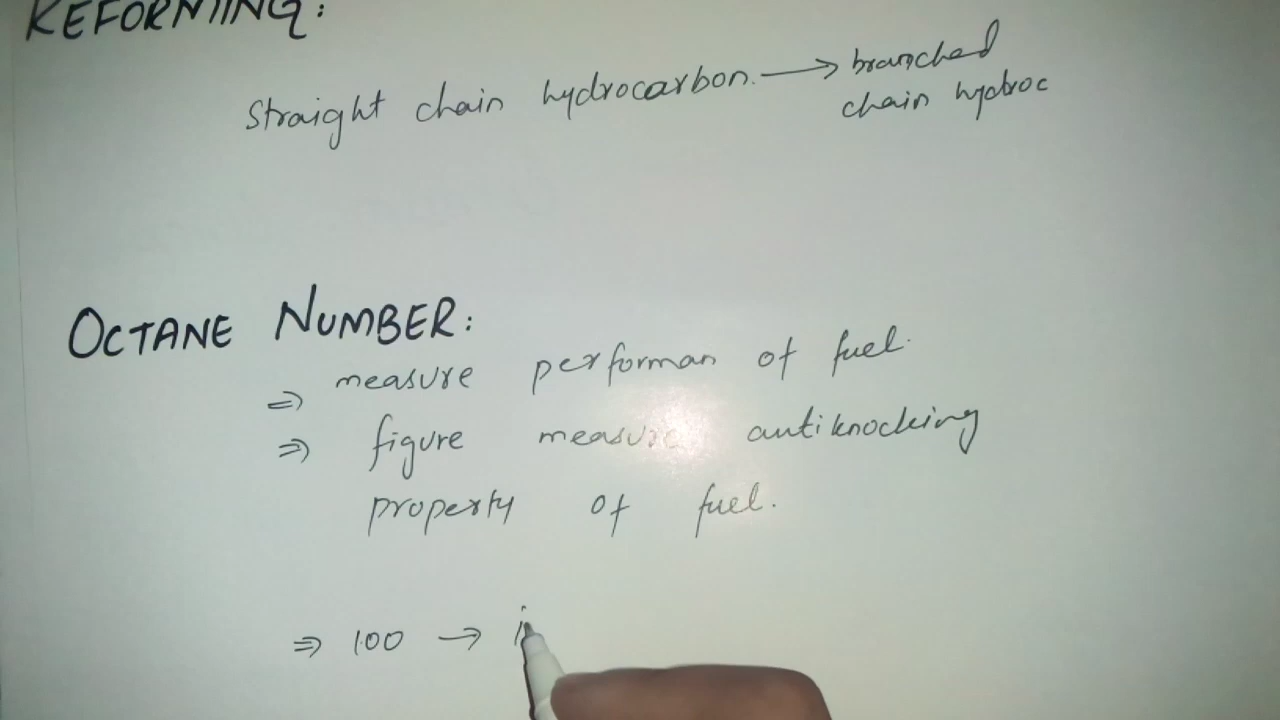 REFORMING:
Straight chain hydrocarbon. → branched
chain hydroc
OCTANE NUMBER:
⇒ measure performan of fuel.
⇒ figure measure antiknocking
property of fuel.
⇒ 100 → i